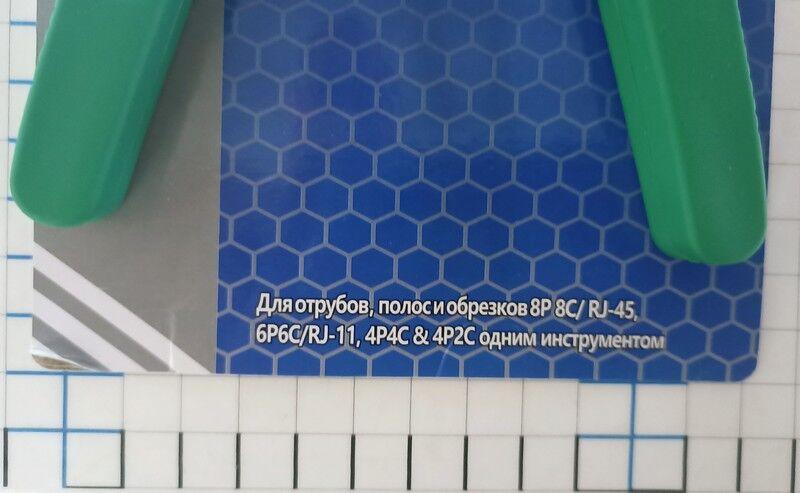 Для отрубов, полос и обрезков 8P 8C/ RJ-45,
6P6C/RJ-11, 4P4C & 4P2C одним инструментом